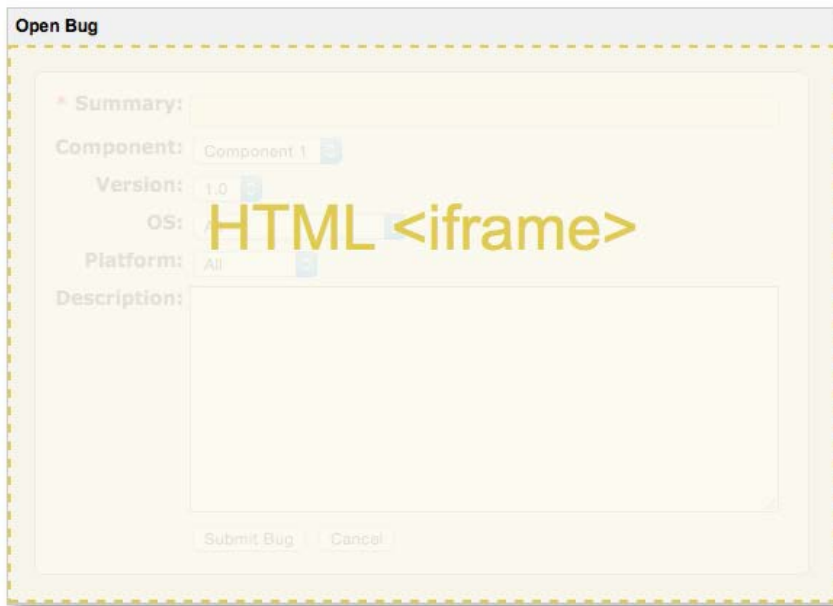 Open Bug
* Summary:
Component: Component 1
Version: 1.0
OS:
HTML <iframe>
Platform: All
Description:
Submit Bug Cancel